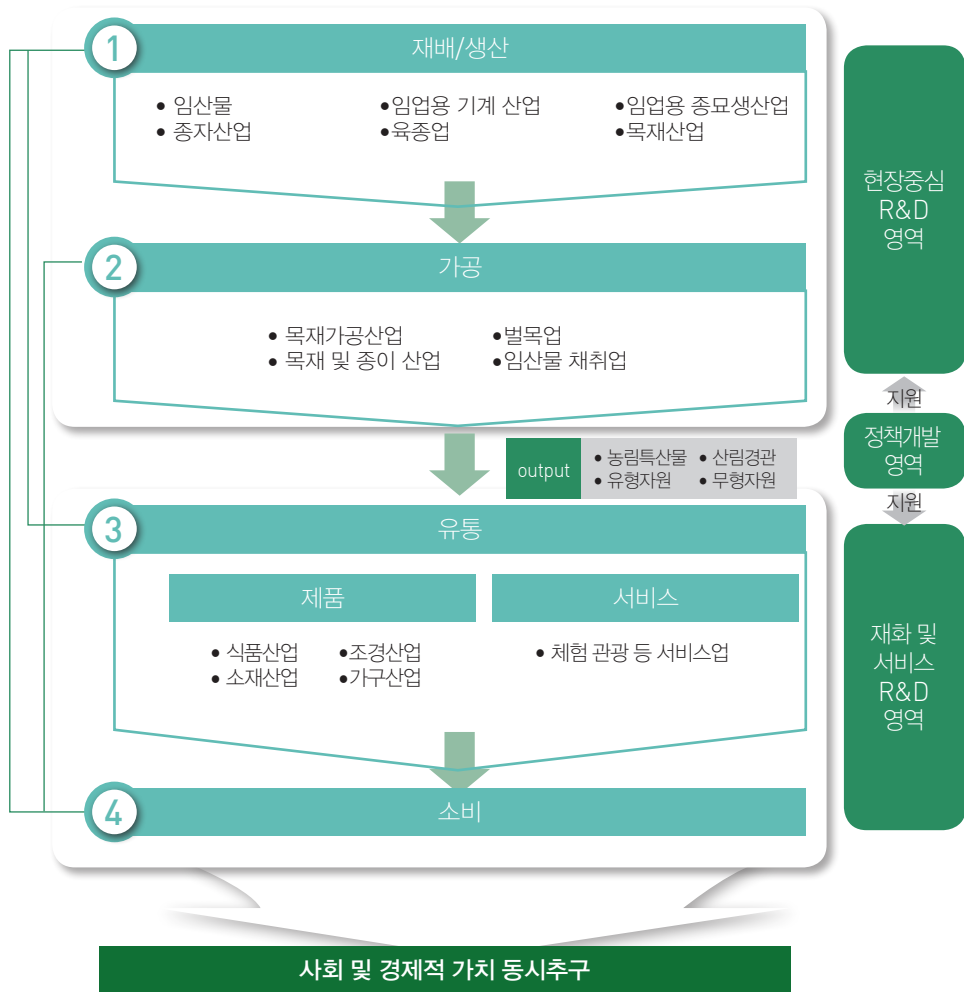 1
재배/생산
• 임산물
• 종자산업
•임업용 기계 산업
•육종업
•임업용 종묘생산업
•목재산업
2
가공
• 목재가공산업
• 목재 및 종이 산업
•벌목업
•임산물 채취업
output
• 농림특산물
• 유형자원
• 산림경관
• 무형자원
3
유통
제품
• 식품산업
• 소재산업
•조경산업
•가구산업
서비스
• 체험 관광 등 서비스업
4
소비
현장중심
R&D
영역
지원
정책개발
영역
지원
재화 및
서비스
R&D
영역
사회 및 경제적 가치 동시추구